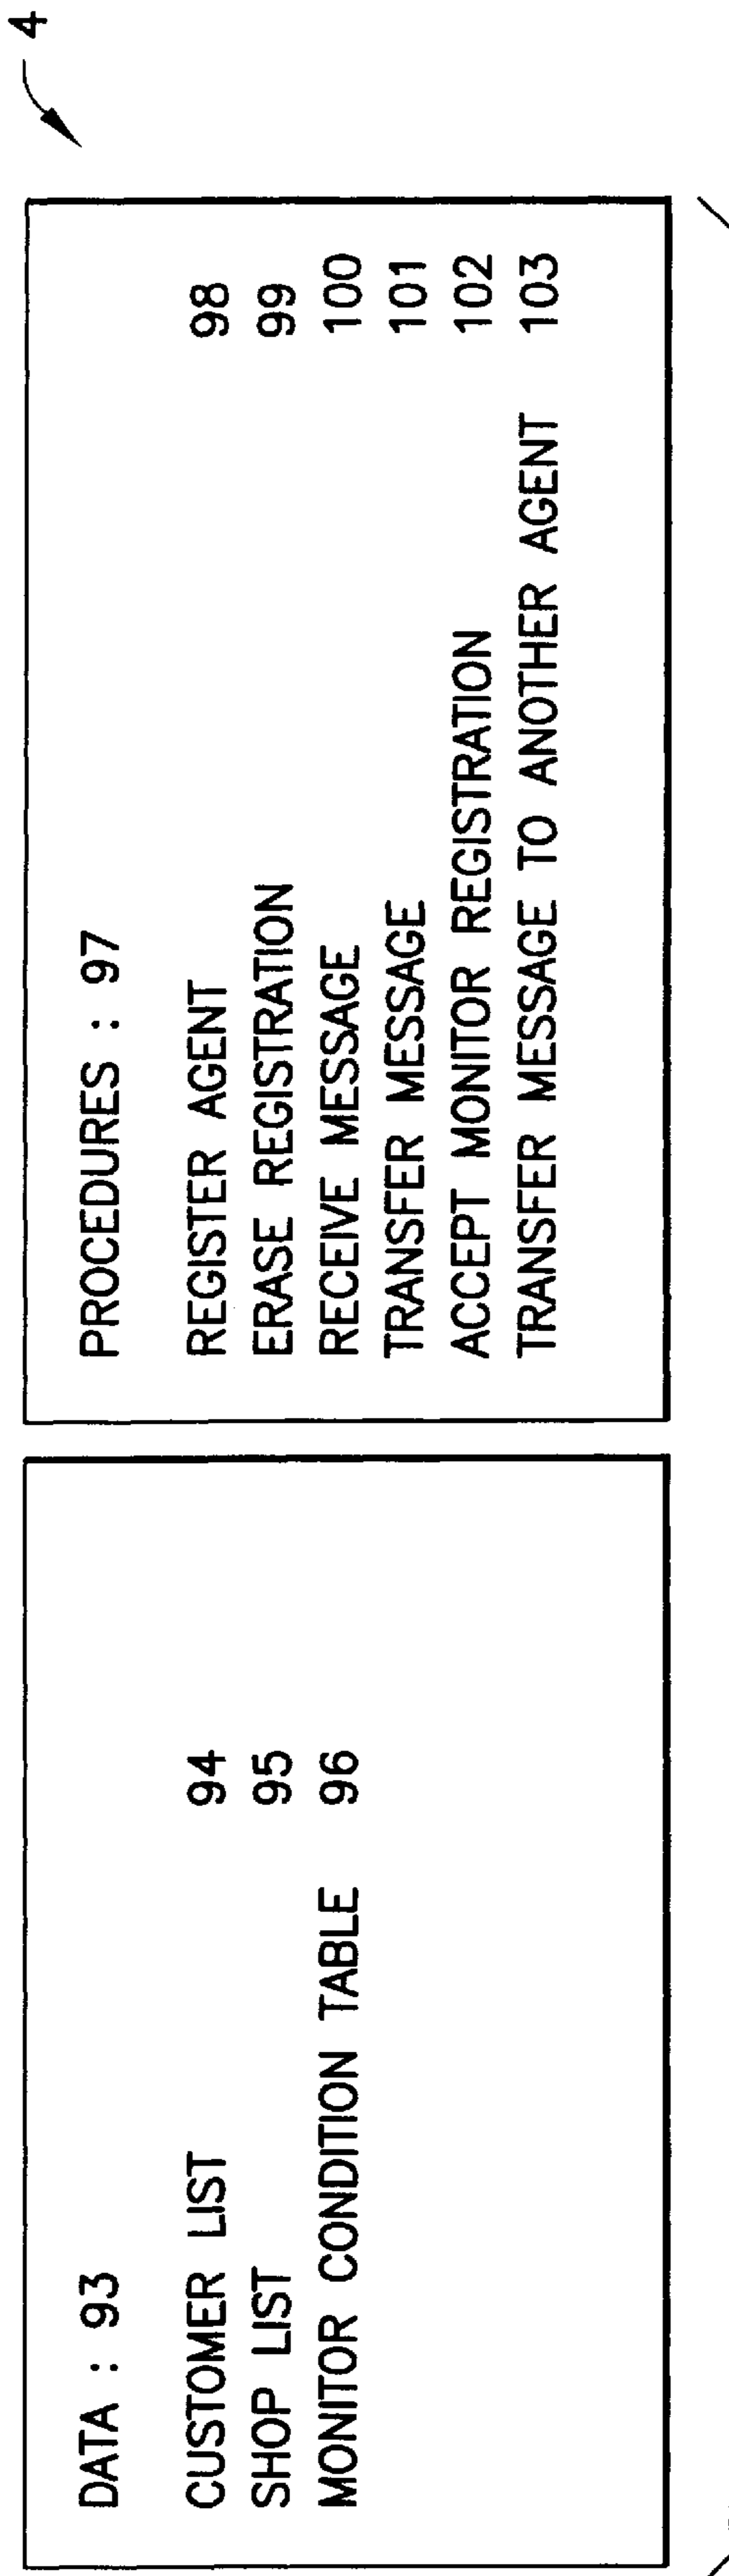 4
DATA : 93
CUSTOMER LIST 94
SHOP LIST 95
MONITOR CONDITION TABLE 96
PROCEDURES : 97
REGISTER AGENT 98
ERASE REGISTRATION 99
RECEIVE MESSAGE 100
TRANSFER MESSAGE 101
ACCEPT MONITOR REGISTRATION 102
TRANSFER MESSAGE TO ANOTHER AGENT 103